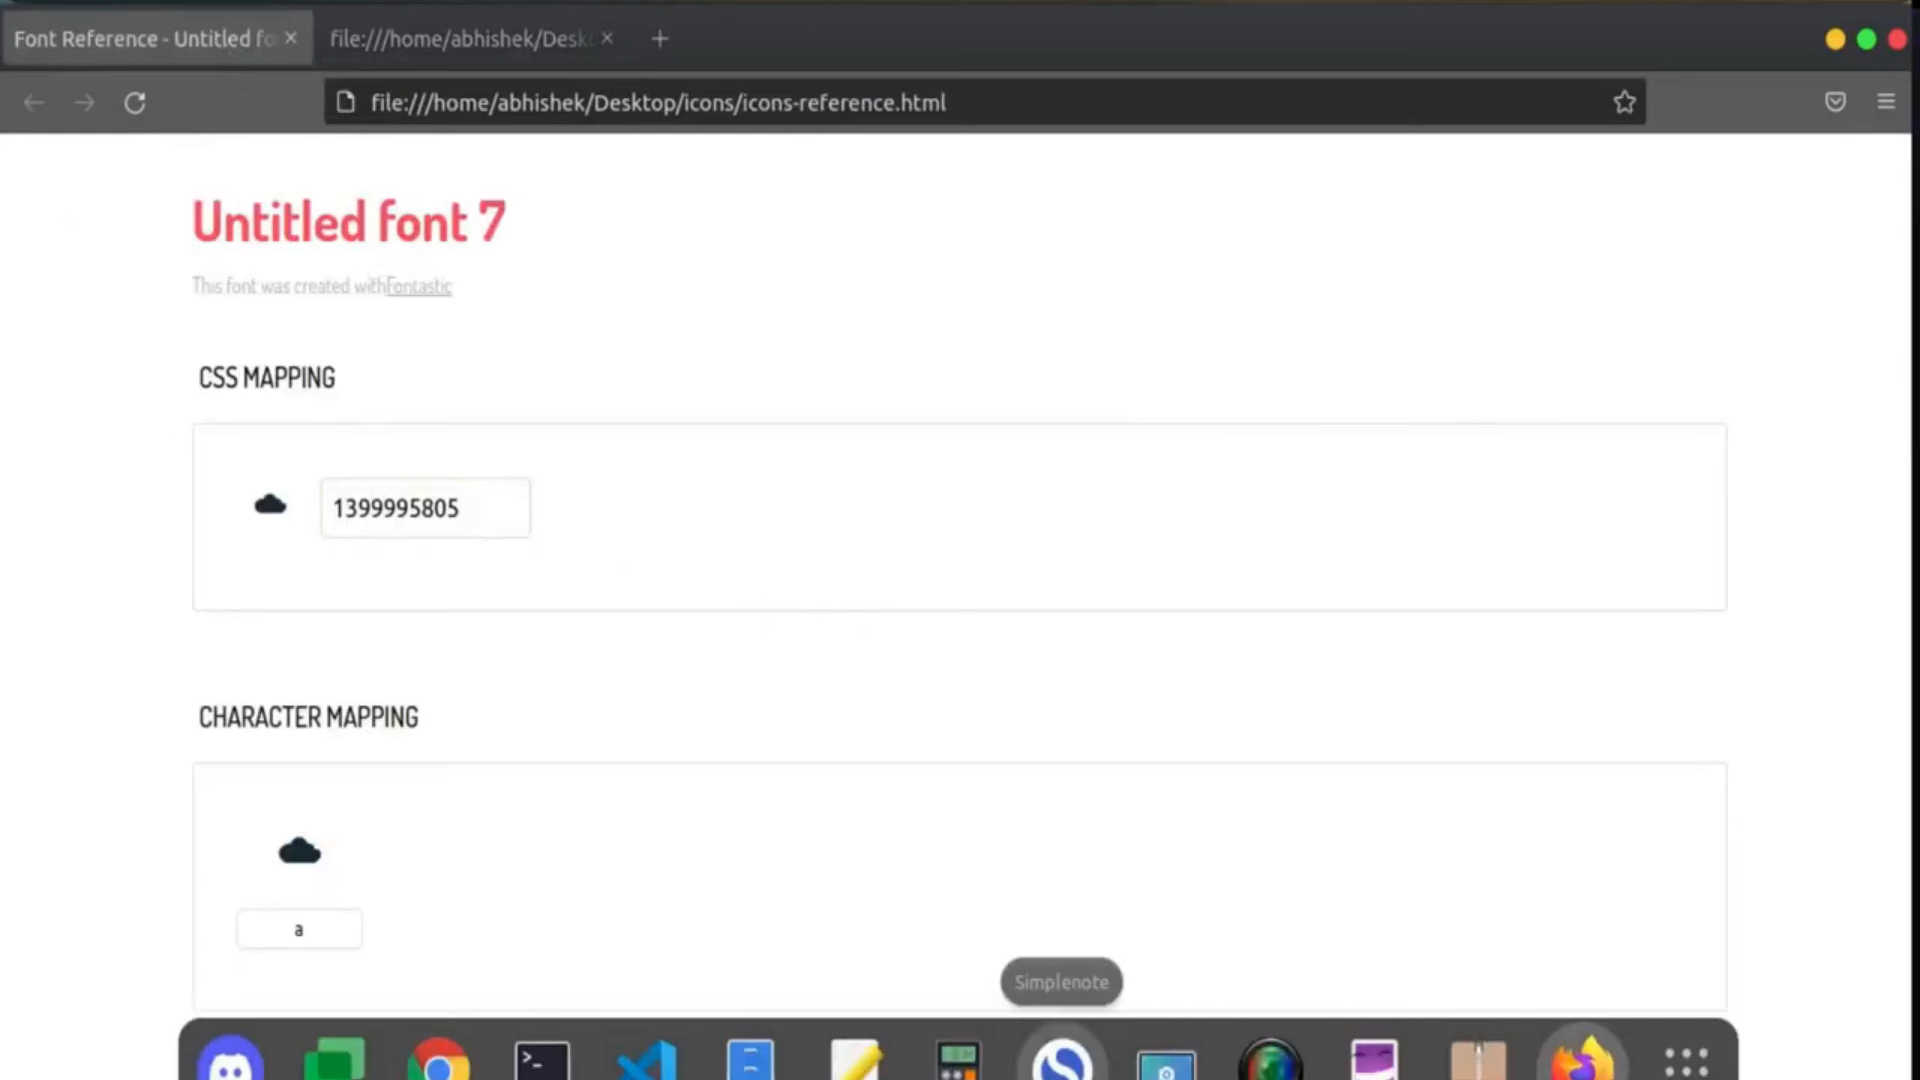 Font Reference - Untitled fo
file:///home/abhishek/Desk
file:///home/abhishek/Desktop/icons/icons-reference.html
Untitled font 7
This font was created withFontastic
CSS MAPPING
1399995805
CHARACTER MAPPING
a
Simplenote